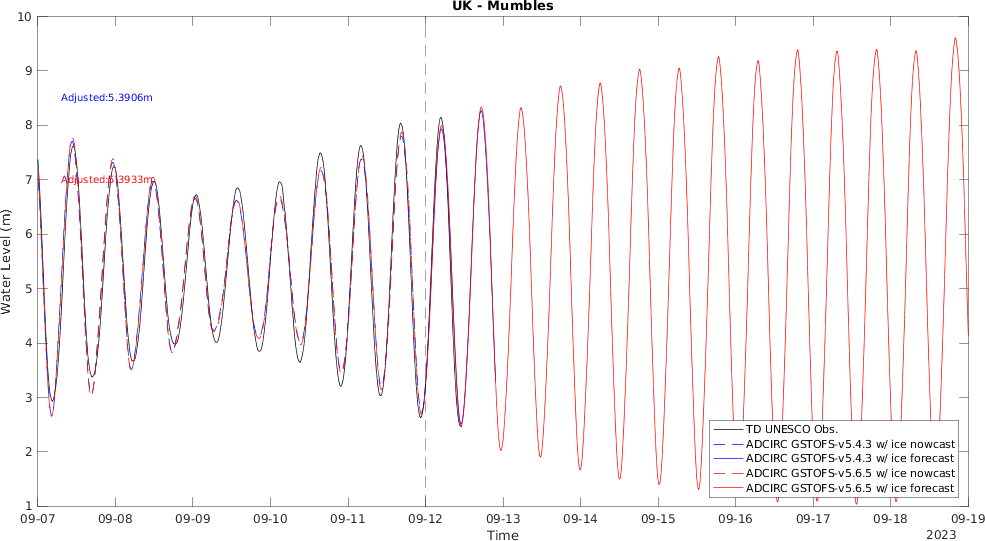 UK - Mumbles
10
9
8
7
6
5
4
3
2
1
Water Level (m)
Adjusted:5.3906m
Adjusted:5.3933m
TD UNESCO Obs.
ADCIRC GSTOFS-v5.4.3 w/ ice nowcast
ADCIRC GSTOFS-v5.4.3 w/ ice forecast
ADCIRC GSTOFS-v5.6.5 w/ ice nowcast
ADCIRC GSTOFS-v5.6.5 w/ ice forecast
09-07 09-08 09-09 09-10 09-11 09-12 09-13 09-14 09-15 09-16 09-17 09-18 09-19
Time
2023